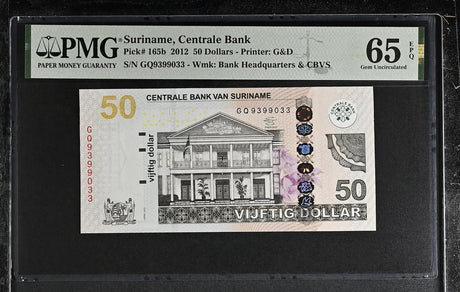 PMG
PAPER MONEY GUARANTY
Suriname, Centrale Bank
Pick# 165b 2012 50 Dollars - Printer: G&D
S/N GQ9399033 - Wmk: Bank Headquarters & CBVS
65 EPQ
Gem Uncirculated
50
CENTRALE BANK VAN SURINAME
GQ9399033
GQ9399033
vijftig dollar
50
VIJFTIG DOLLAR